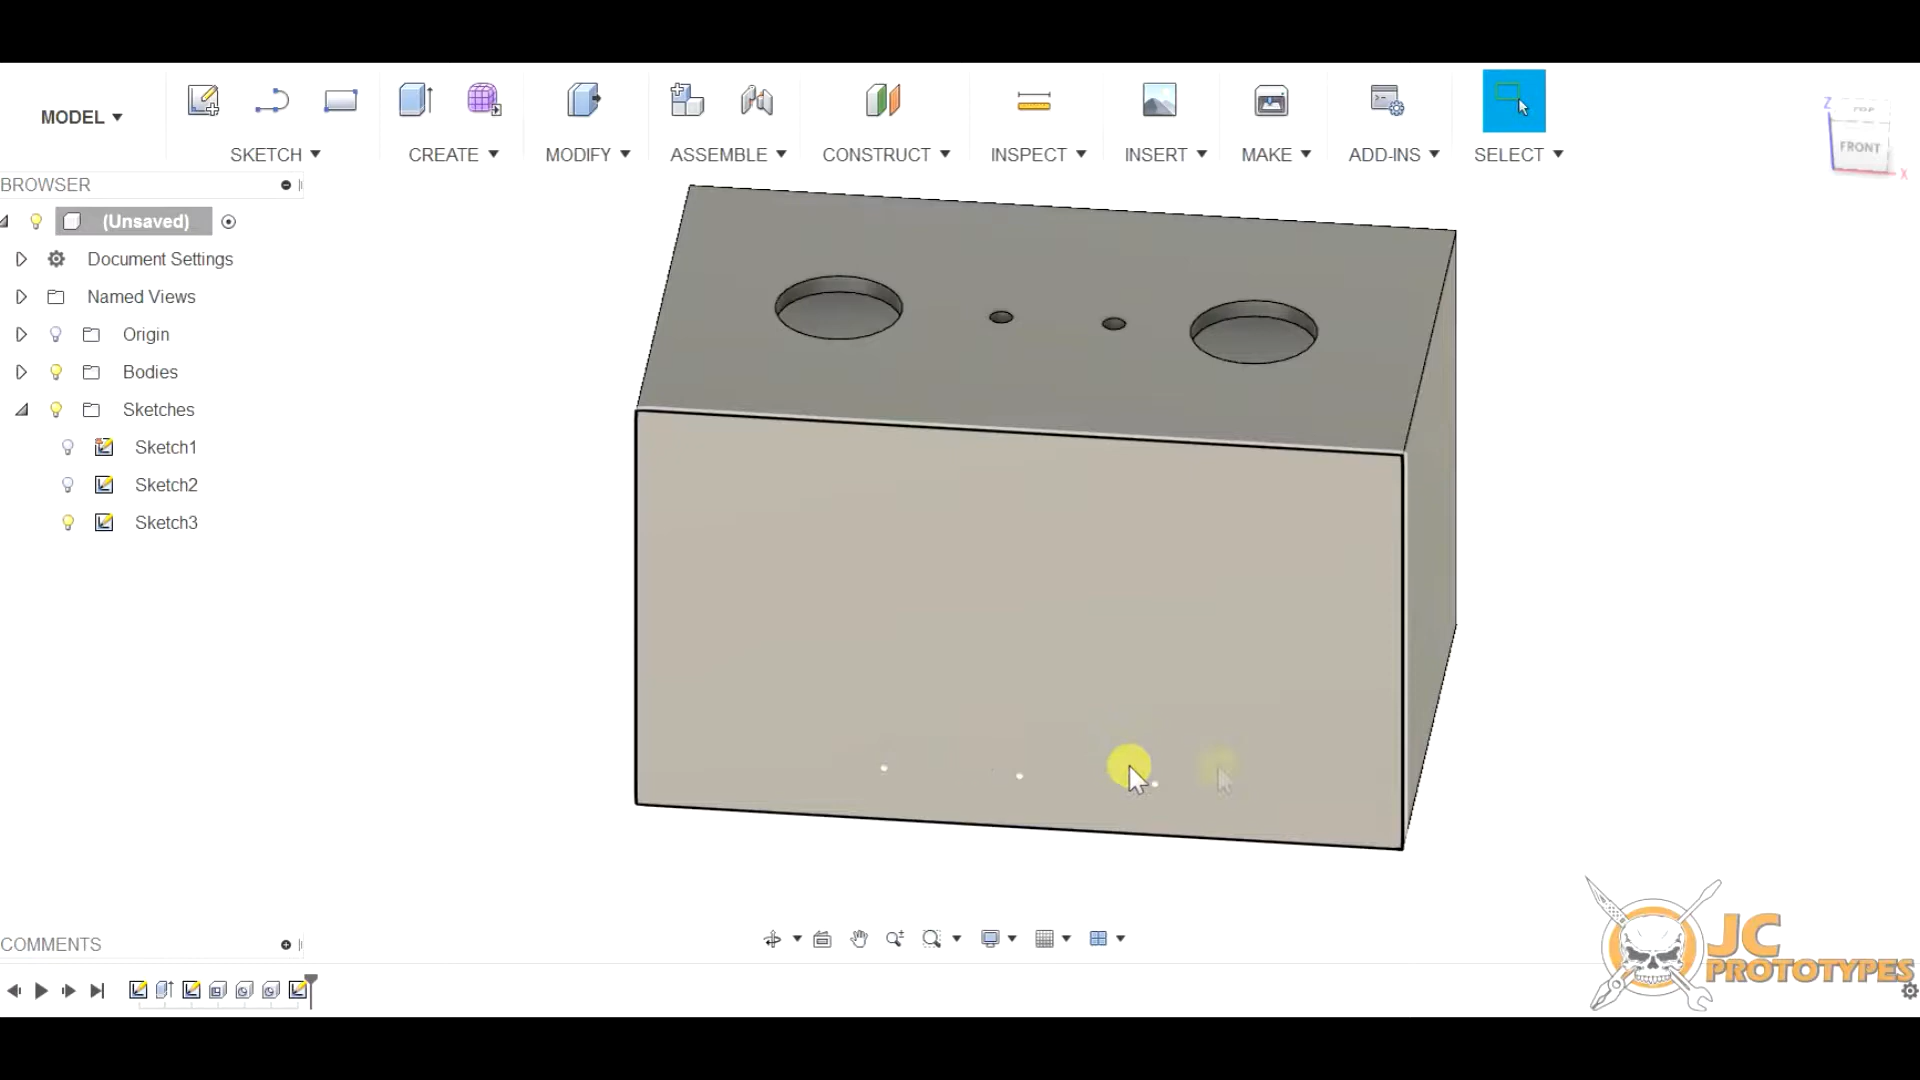 MODEL
SKETCH
CREATE
MODIFY
ASSEMBLE
CONSTRUCT
INSPECT
INSERT
MAKE
ADD-INS
SELECT
Z
TOP
FRONT
X
BROWSER
(Unsaved)
Document Settings
Named Views
Origin
Bodies
Sketches
Sketch1
Sketch2
Sketch3
COMMENTS
JC
PROTOTYPES